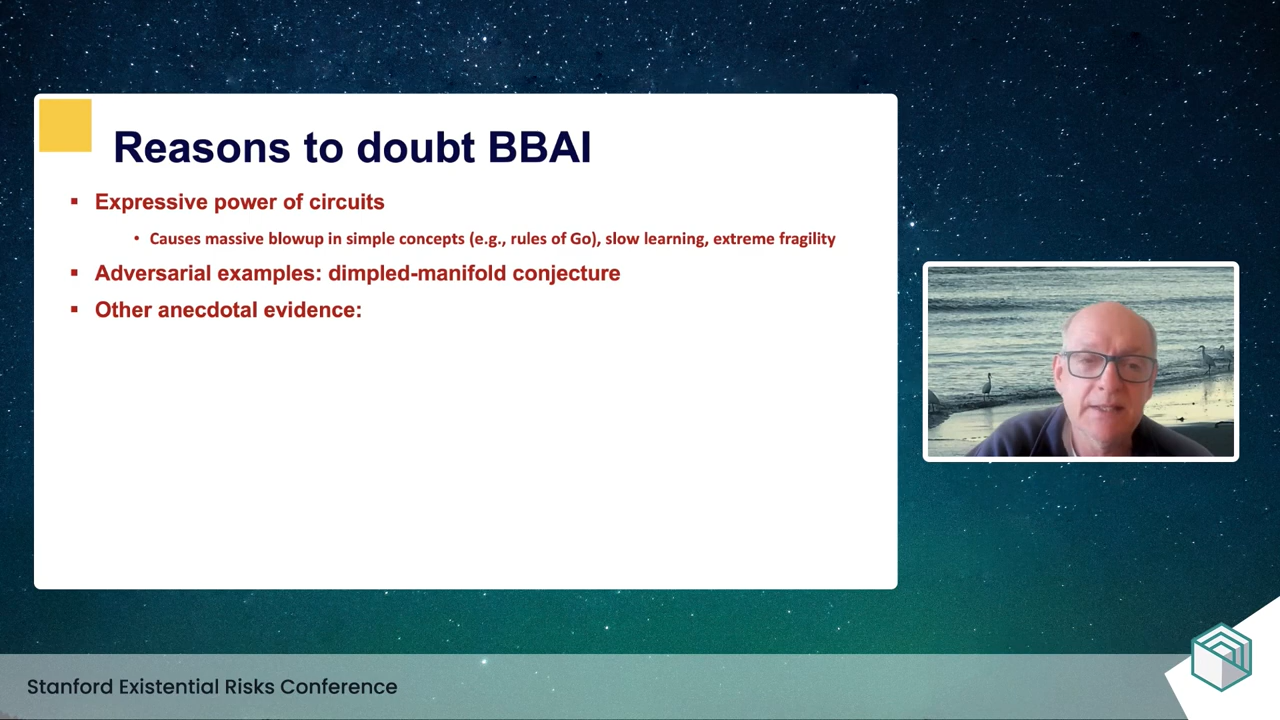 Reasons to doubt BBAI
▪ Expressive power of circuits
• Causes massive blowup in simple concepts (e.g., rules of Go), slow learning, extreme fragility
▪ Adversarial examples: dimpled-manifold conjecture
▪ Other anecdotal evidence:
Stanford Existential Risks Conference